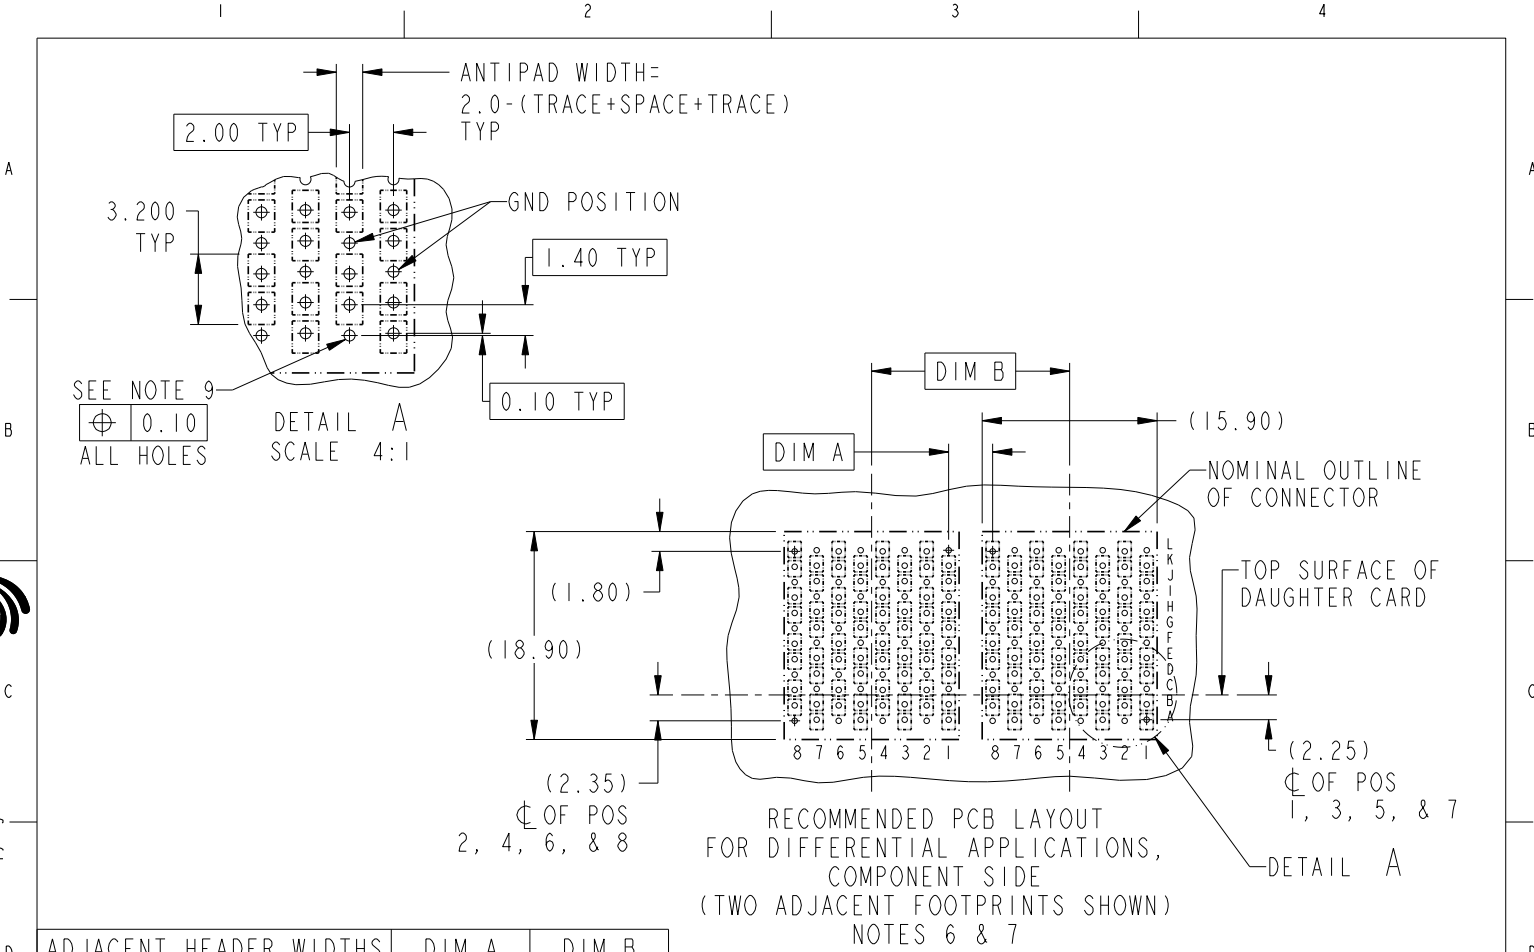 1 2 3 4
ANTIPAD WIDTH=
2.0-(TRACE+SPACE+TRACE)
TYP
2.00 TYP
A A
GND POSITION
3.200
TYP
1.40 TYP
SEE NOTE 9
0.10
ALL HOLES
DETAIL A
SCALE 4:1
0.10 TYP
B B
DIM B
(15.90)
DIM A
NOMINAL OUTLINE
OF CONNECTOR
L
K
J
I
H
G
F
E
D
C
B
A
TOP SURFACE OF
DAUGHTER CARD
(1.80)
(18.90)
C C
8 7 6 5 4 3 2 1 8 7 6 5 4 3 2 1
(2.35)
℄ OF POS
2, 4, 6, & 8
(2.25)
℄ OF POS
1, 3, 5, & 7
RECOMMENDED PCB LAYOUT
FOR DIFFERENTIAL APPLICATIONS,
COMPONENT SIDE
(TWO ADJACENT FOOTPRINTS SHOWN)
NOTES 6 & 7
DETAIL A
ADJACENT HEADER WIDTHS DIM A DIM B